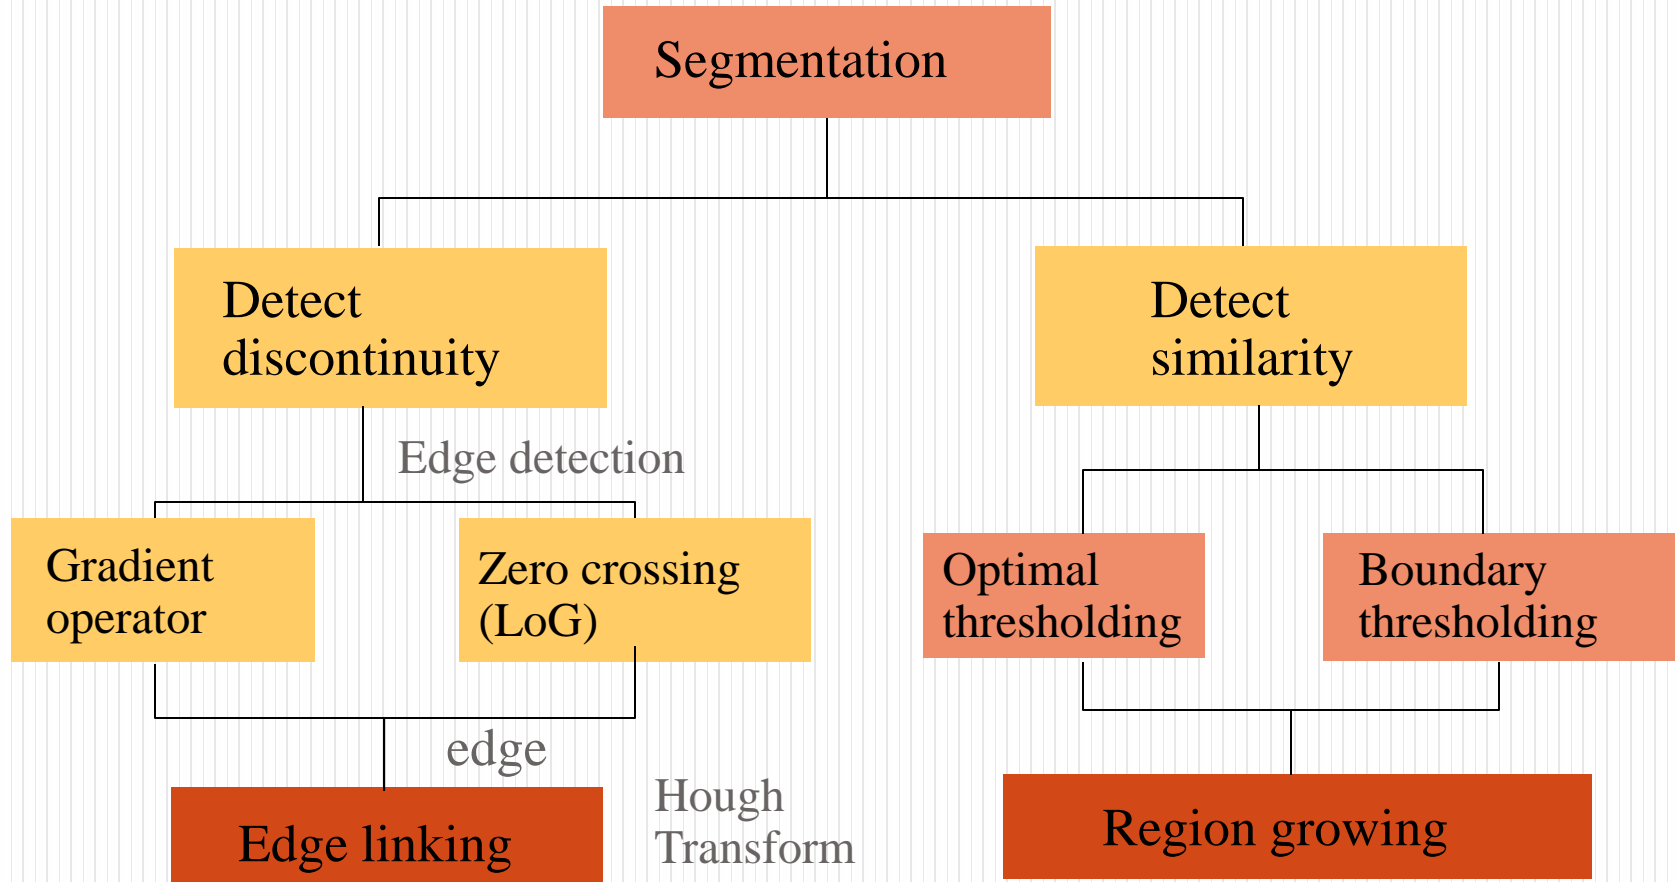 Segmentation
Detect
discontinuity
Detect
similarity
Edge detection
Gradient
operator
Zero crossing
(LoG)
Optimal
thresholding
Boundary
thresholding
edge
Hough
Transform
Edge linking
Region growing